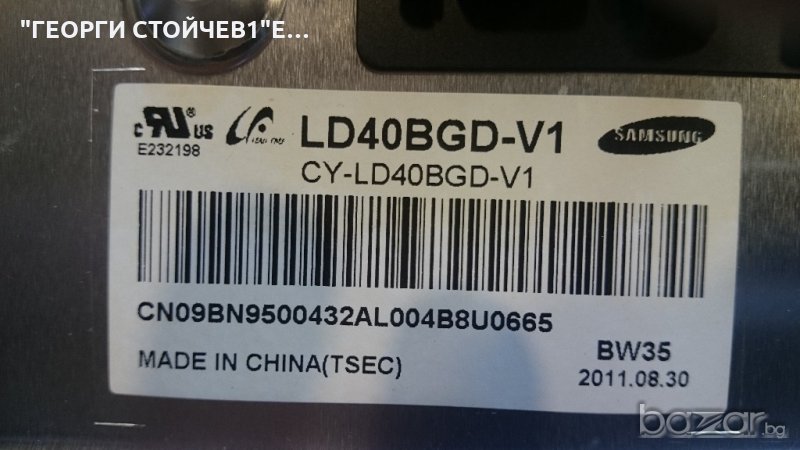 "ГЕОРГИ СТОЙЧЕВ1"Е...
c RU ® US
E232198
LD40BGD-V1
SAMSUNG
CY-LD40BGD-V1
CN09BN9500432AL004B8U0665
BW35
MADE IN CHINA(TSEC)
2011.08.30
bazar.bg